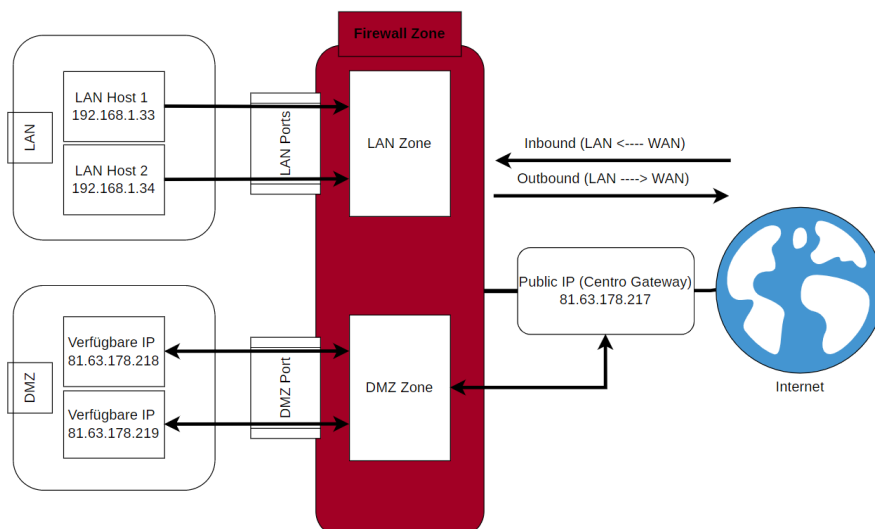 Firewall Zone
LAN
LAN Host 1
192.168.1.33
LAN Host 2
192.168.1.34
LAN Ports
LAN Zone
Inbound (LAN <---- WAN)
Outbound (LAN ----> WAN)
Public IP (Centro Gateway)
81.63.178.217
Internet
DMZ
Verfügbare IP
81.63.178.218
Verfügbare IP
81.63.178.219
DMZ Port
DMZ Zone